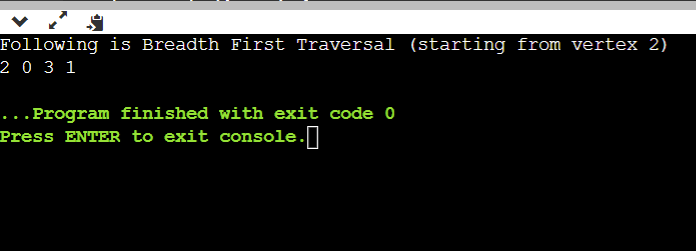 Following is Breadth First Traversal (starting from vertex 2)
2 0 3 1
...Program finished with exit code 0
Press ENTER to exit console.